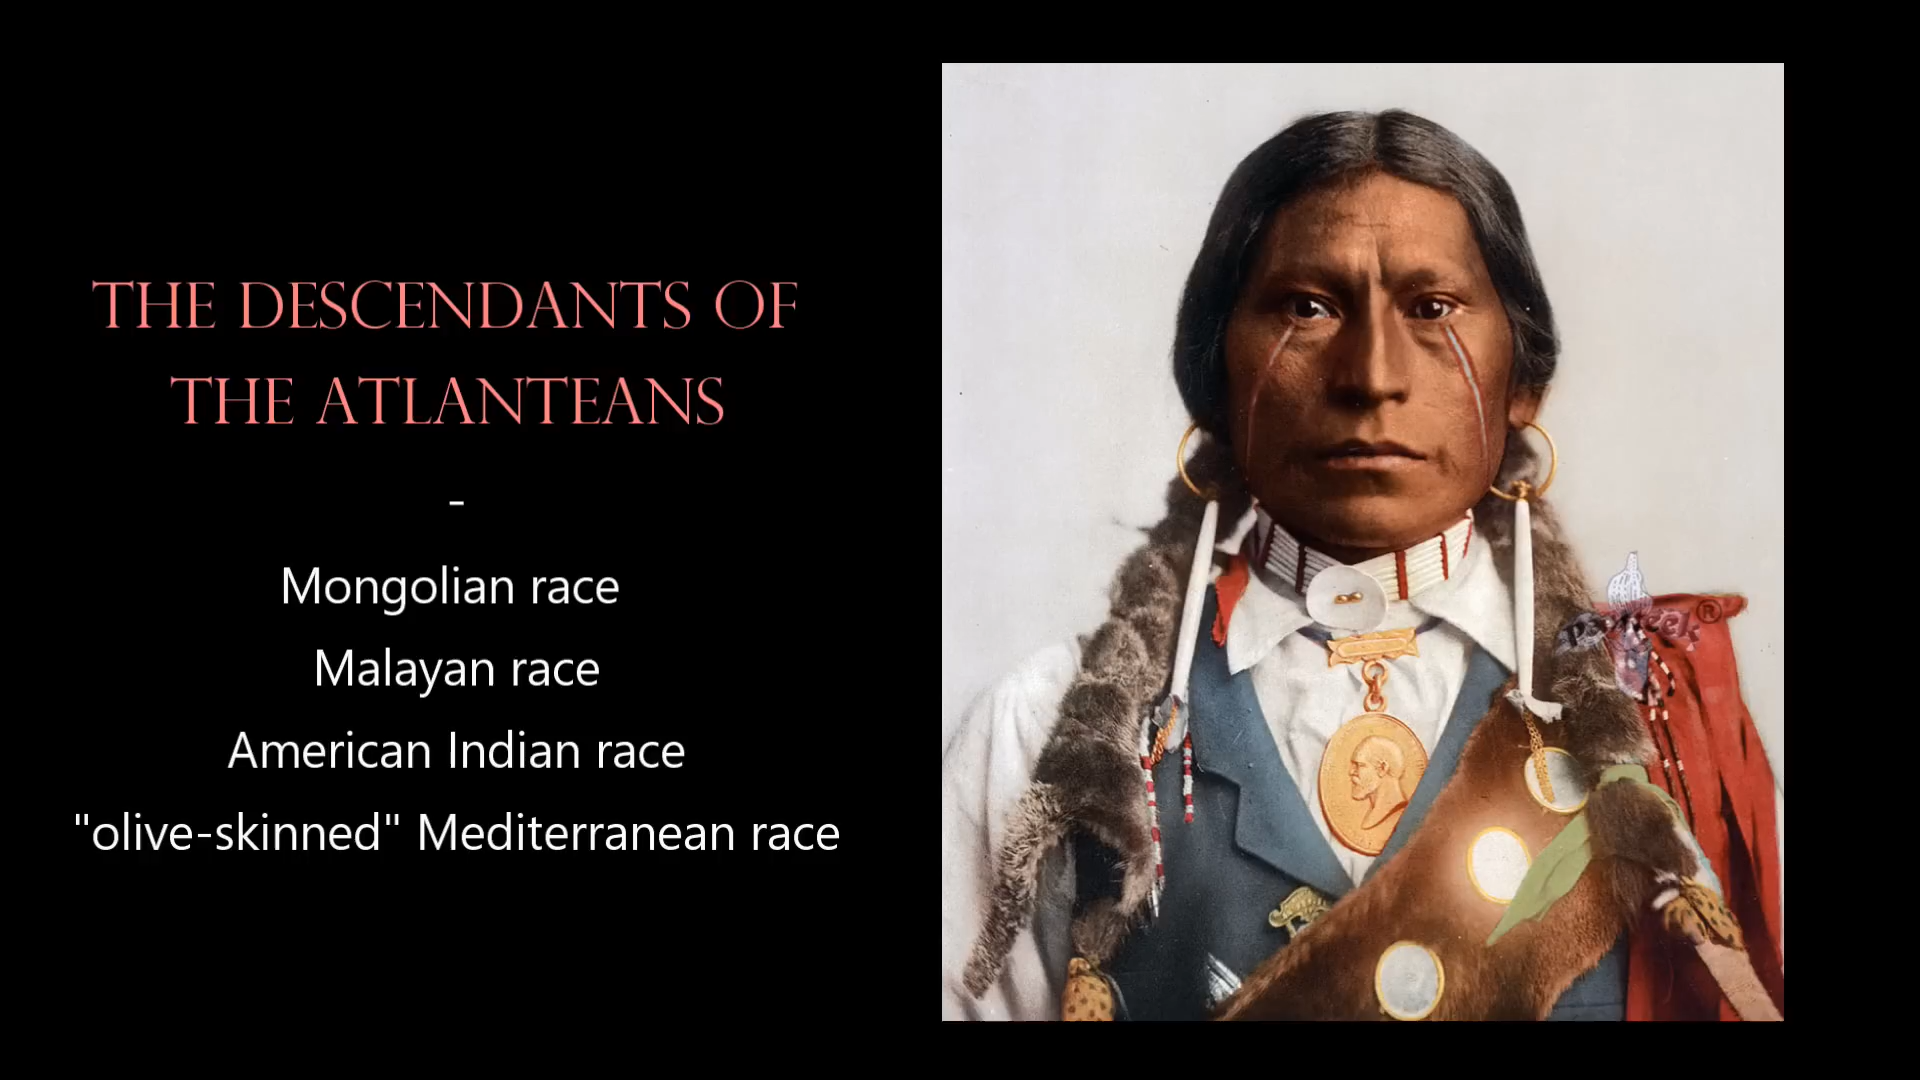 THE DESCENDANTS OF
THE ATLANTEANS
-
Mongolian race
Malayan race
American Indian race
"olive-skinned" Mediterranean race